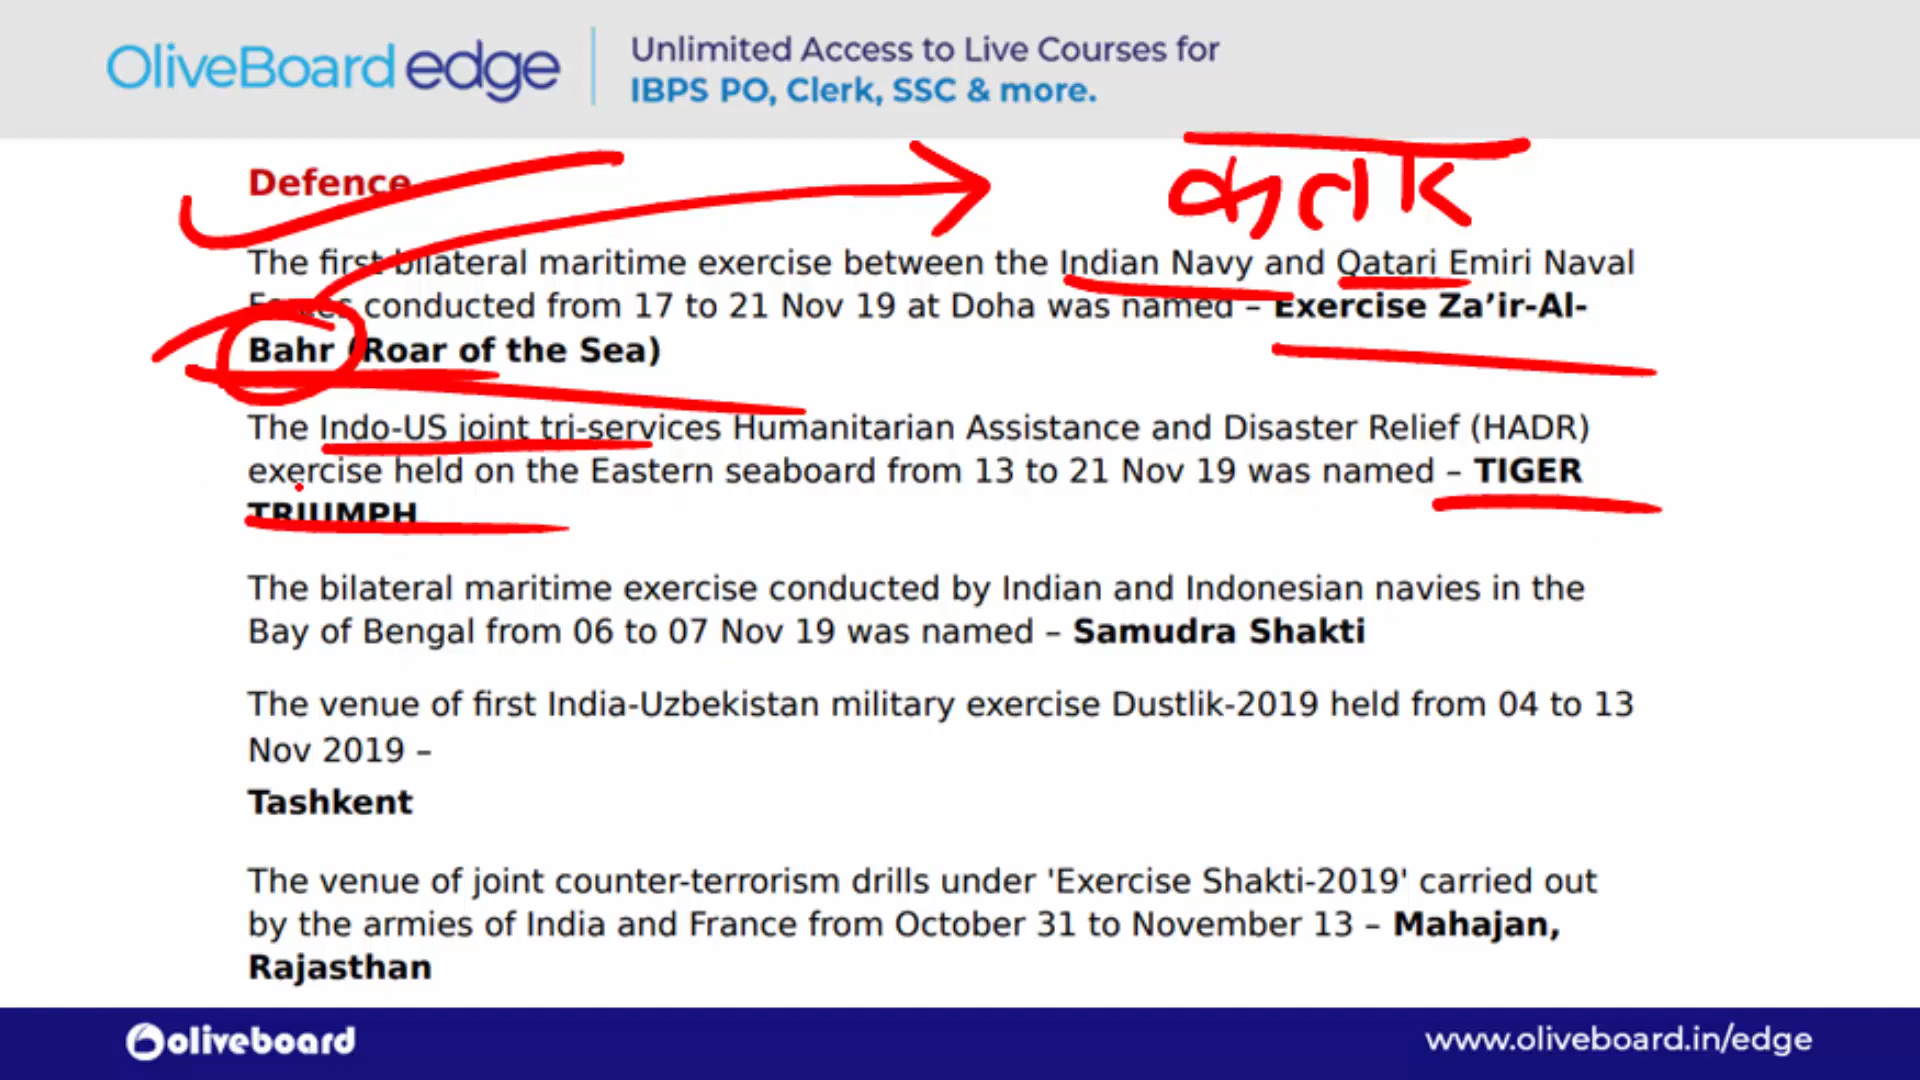 OliveBoard edge
Unlimited Access to Live Courses for
IBPS PO, Clerk, SSC & more.
कतार
Defence
The first bilateral maritime exercise between the Indian Navy and Qatari Emiri Naval
Forces conducted from 17 to 21 Nov 19 at Doha was named – Exercise Za’ir-Al-
Bahr (Roar of the Sea)
The Indo-US joint tri-services Humanitarian Assistance and Disaster Relief (HADR)
exercise held on the Eastern seaboard from 13 to 21 Nov 19 was named – TIGER
TRIUMPH
The bilateral maritime exercise conducted by Indian and Indonesian navies in the
Bay of Bengal from 06 to 07 Nov 19 was named – Samudra Shakti
The venue of first India-Uzbekistan military exercise Dustlik-2019 held from 04 to 13
Nov 2019 –
Tashkent
The venue of joint counter-terrorism drills under 'Exercise Shakti-2019' carried out
by the armies of India and France from October 31 to November 13 – Mahajan,
Rajasthan
oliveboard
www.oliveboard.in/edge